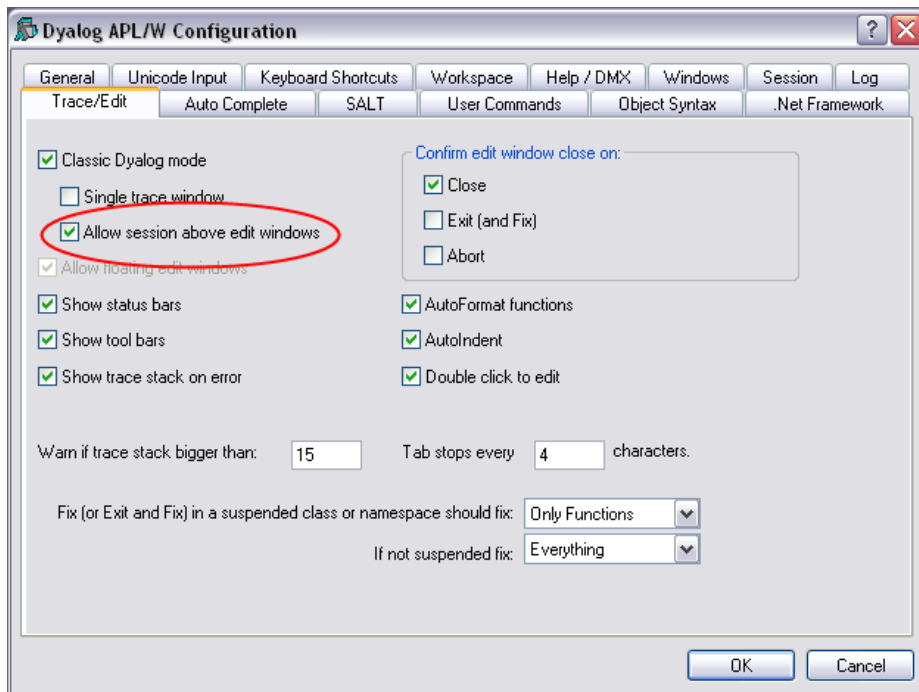 Dyalog APL/W Configuration
General Unicode Input Keyboard Shortcuts Workspace Help / DMX Windows Session Log
Trace/Edit Auto Complete SALT User Commands Object Syntax .Net Framework
Classic Dyalog mode
Single trace window
Allow session above edit windows
Allow floating edit windows
Show status bars
Show tool bars
Show trace stack on error
Confirm edit window close on:
Close
Exit (and Fix)
Abort
AutoFormat functions
AutoIndent
Double click to edit
Warn if trace stack bigger than: 15 Tab stops every 4 characters.
Fix (or Exit and Fix) in a suspended class or namespace should fix: Only Functions
If not suspended fix: Everything
OK Cancel